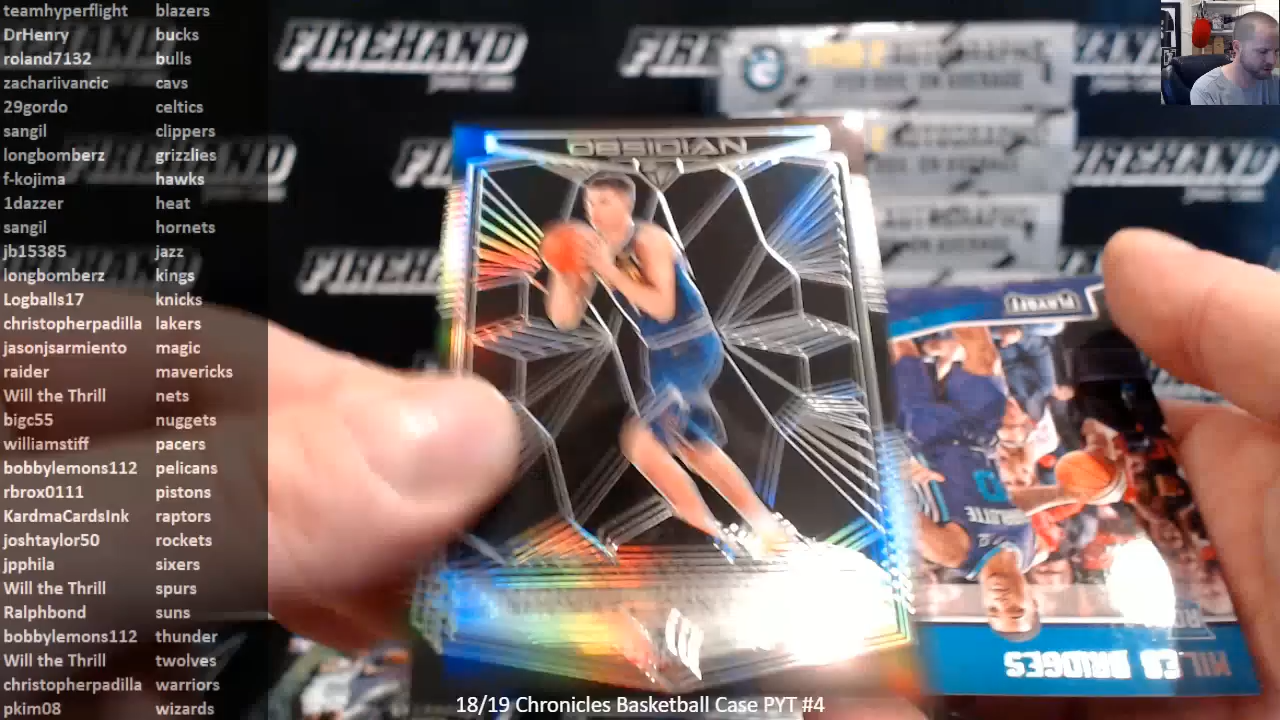 teamhyperflight blazers
DrHenry bucks
roland7132 bulls
zachariivancic cavs
29gordo celtics
sangil clippers
longbomberz grizzlies
f-kojima hawks
1dazzer heat
sangil hornets
jb15385 jazz
longbomberz kings
Logballs17 knicks
christopherpadilla lakers
jasonjsarmiento magic
raider mavericks
Will the Thrill nets
bigc55 nuggets
williamstiff pacers
bobbylemons112 pelicans
rbrox0111 pistons
KardmaCardsInk raptors
joshtaylor50 rockets
jpphila sixers
Will the Thrill spurs
Ralphbond suns
bobbylemons112 thunder
Will the Thrill twolves
christopherpadilla warriors
pkim08 wizards
FIREHAND
OBSIDIAN
PLAYOFF
CHARLOTTE
0
MILES BRIDGES
18/19 Chronicles Basketball Case PYT #4